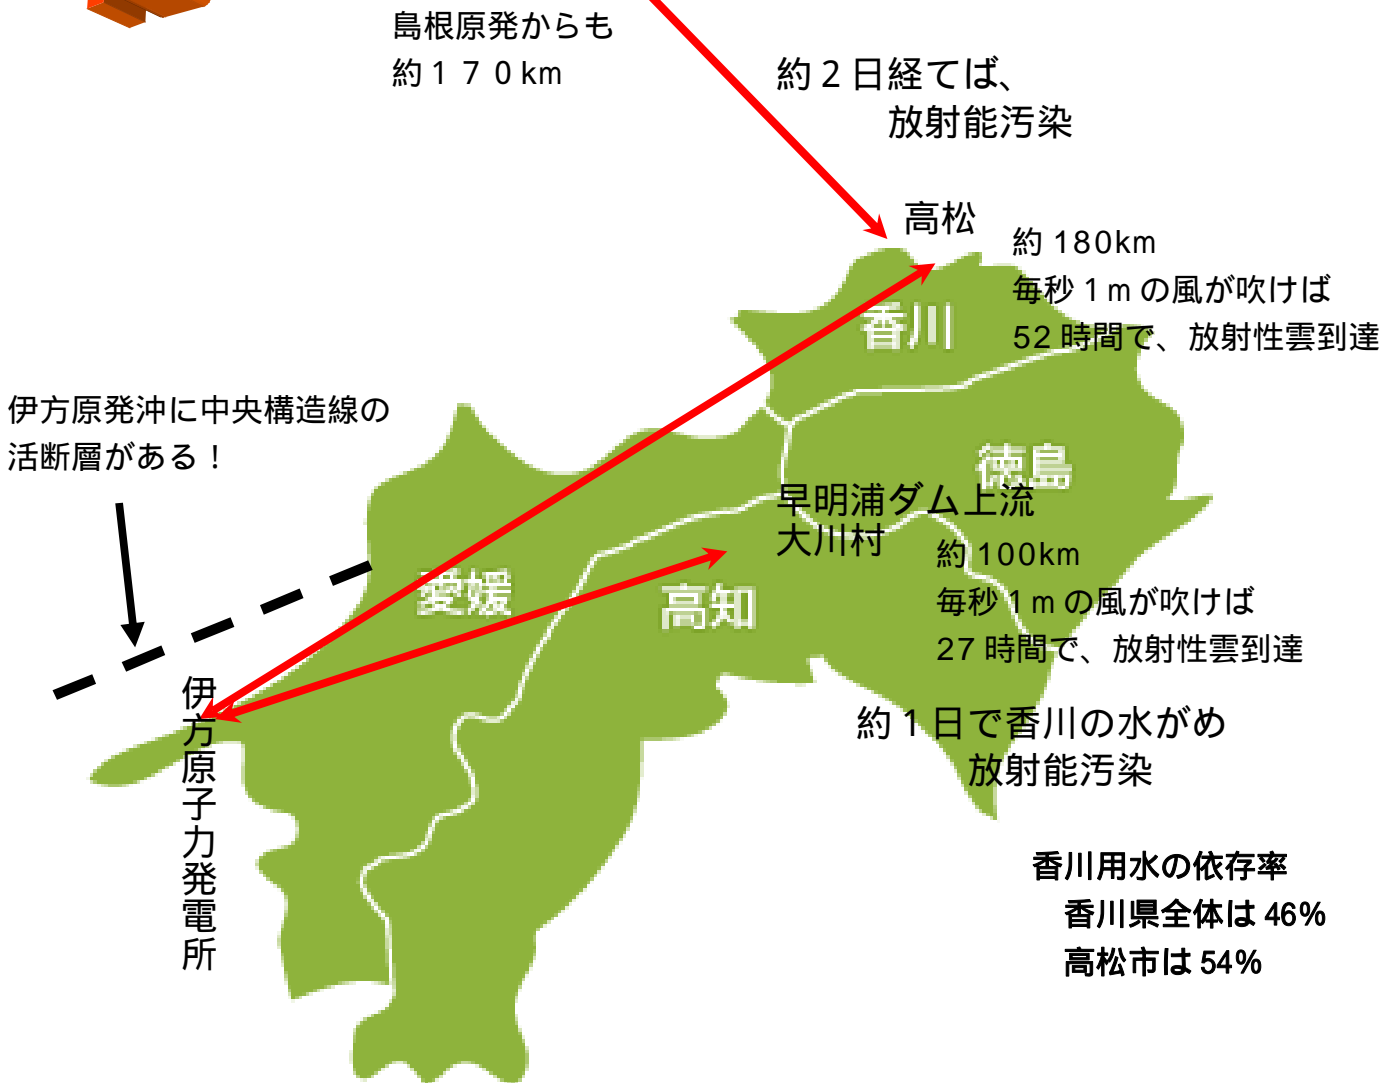 島根原発からも
約１７０km
約２日経てば、
放射能汚染
高松
約 180km
毎秒１ｍの風が吹けば
52 時間で、放射性雲到達
香川
伊方原発沖に中央構造線の
活断層がある！
徳島
早明浦ダム上流
大川村
約 100km
毎秒１ｍの風が吹けば
27 時間で、放射性雲到達
愛媛
高知
伊方原子力発電所
約１日で香川の水がめ
放射能汚染
香川用水の依存率
香川県全体は 46%
高松市は 54%